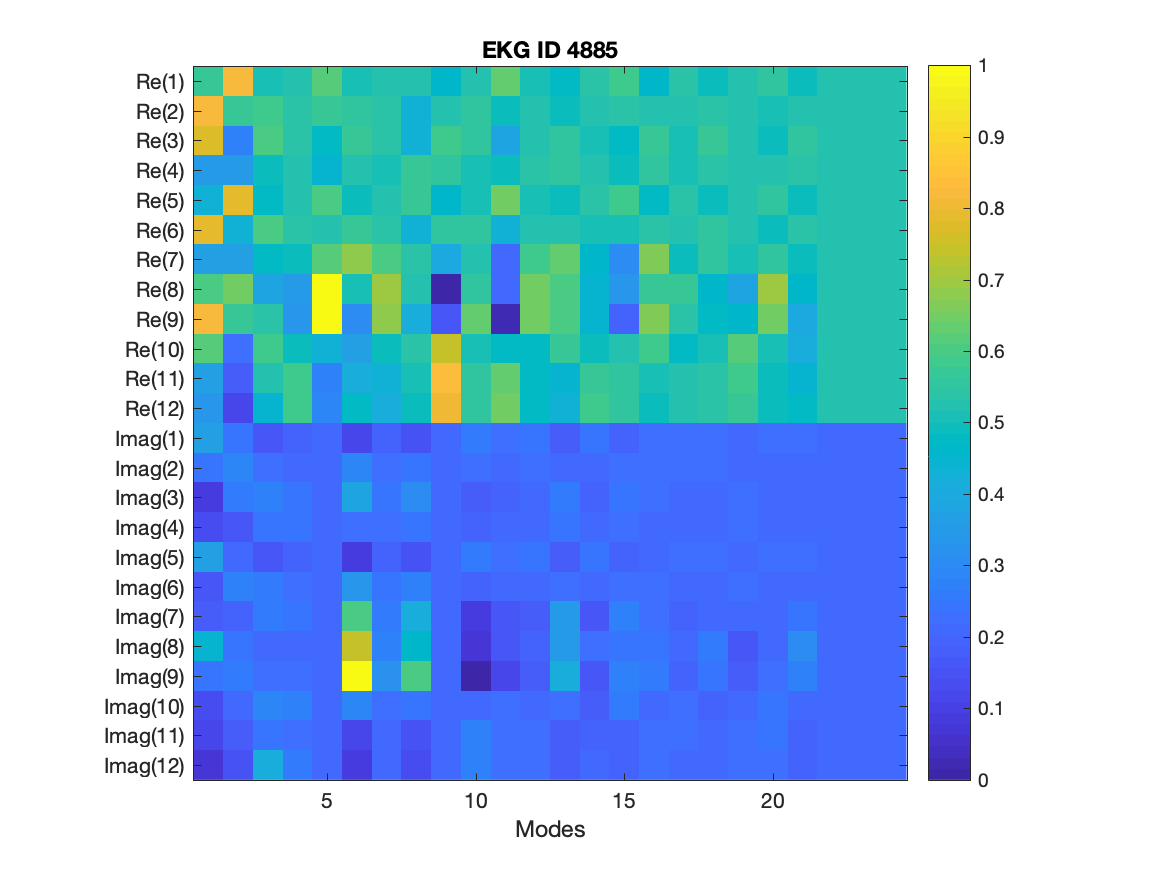 EKG ID 4885
Re(1)
Re(2)
Re(3)
Re(4)
Re(5)
Re(6)
Re(7)
Re(8)
Re(9)
Re(10)
Re(11)
Re(12)
Imag(1)
Imag(2)
Imag(3)
Imag(4)
Imag(5)
Imag(6)
Imag(7)
Imag(8)
Imag(9)
Imag(10)
Imag(11)
Imag(12)
5 10 15 20
Modes
1
0.9
0.8
0.7
0.6
0.5
0.4
0.3
0.2
0.1
0